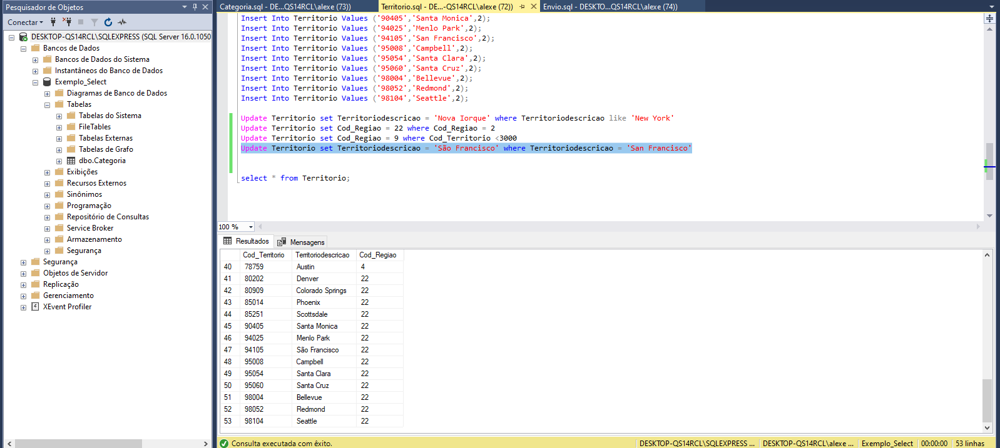 Pesquisador de Objetos
Conectar
DESKTOP-QS14RCL\SQLEXPRESS (SQL Server 16.0.1050
Bancos de Dados
Bancos de Dados do Sistema
Instantâneos do Banco de Dados
Exemplo_Select
Diagramas de Banco de Dados
Tabelas
Tabelas do Sistema
FileTables
Tabelas Externas
Tabelas de Grafo
dbo.Categoria
Exibições
Recursos Externos
Sinônimos
Programação
Repositório de Consultas
Service Broker
Armazenamento
Segurança
Segurança
Objetos de Servidor
Replicação
Gerenciamento
XEvent Profiler
Categoria.sql - DE...QS14RCL\alexe (73))
Territorio.sql - DE...-QS14RCL\alexe (72))
Envio.sql - DESKTO...QS14RCL\alexe (74))
Insert Into Territorio Values ('90405','Santa Monica',2);
Insert Into Territorio Values ('94025','Menlo Park',2);
Insert Into Territorio Values ('94105','San Francisco',2);
Insert Into Territorio Values ('95008','Campbell',2);
Insert Into Territorio Values ('95054','Santa Clara',2);
Insert Into Territorio Values ('95060','Santa Cruz',2);
Insert Into Territorio Values ('98004','Bellevue',2);
Insert Into Territorio Values ('98052','Redmond',2);
Insert Into Territorio Values ('98104','Seattle',2);
Update Territorio set Territoriodescricao = 'Nova Iorque' where Territoriodescricao like 'New York'
Update Territorio set Cod_Regiao = 22 where Cod_Regiao = 2
Update Territorio set Cod_Regiao = 9 where Cod_Territorio <3000
Update Territorio set Territoriodescricao = 'São Francisco' where Territoriodescricao = 'San Francisco'
select * from Territorio;
100 %
Resultados Mensagens
Cod_Territorio Territoriodescricao Cod_Regiao
40 78759 Austin 4
41 80202 Denver 22
42 80909 Colorado Springs 22
43 85014 Phoenix 22
44 85251 Scottsdale 22
45 90405 Santa Monica 22
46 94025 Menlo Park 22
47 94105 São Francisco 22
48 95008 Campbell 22
49 95054 Santa Clara 22
50 95060 Santa Cruz 22
51 98004 Bellevue 22
52 98052 Redmond 22
53 98104 Seattle 22
Consulta executada com êxito.
DESKTOP-QS14RCL\SQLEXPRESS ... DESKTOP-QS14RCL\alexe ... Exemplo_Select 00:00:00 53 linhas